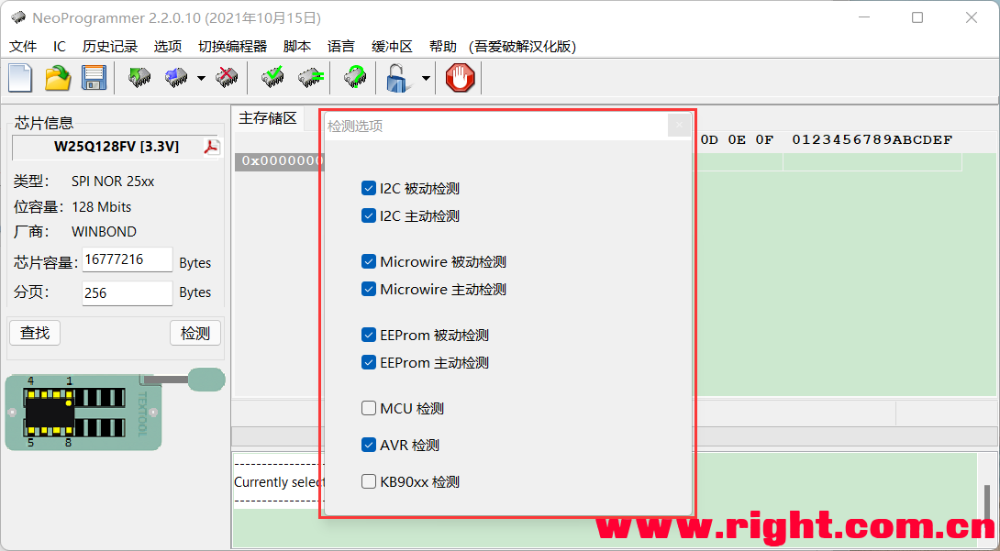 NeoProgrammer 2.2.0.10 (2021年10月15日)
文件 IC 历史记录 选项 切换编程器 脚本 语言 缓冲区 帮助 (吾爱破解汉化版)
芯片信息
W25Q128FV [3.3V]
类型: SPI NOR 25xx
位容量: 128 Mbits
厂商: WINBOND
芯片容量: 16777216 Bytes
分页: 256 Bytes
查找 检测
4 1
TEXTOOL
5 8
主存储区
0D 0E 0F 0123456789ABCDEF
0x0000000
检测选项
I2C 被动检测
I2C 主动检测
Microwire 被动检测
Microwire 主动检测
EEProm 被动检测
EEProm 主动检测
MCU 检测
AVR 检测
KB90xx 检测
Currently select
www.right.com.cn